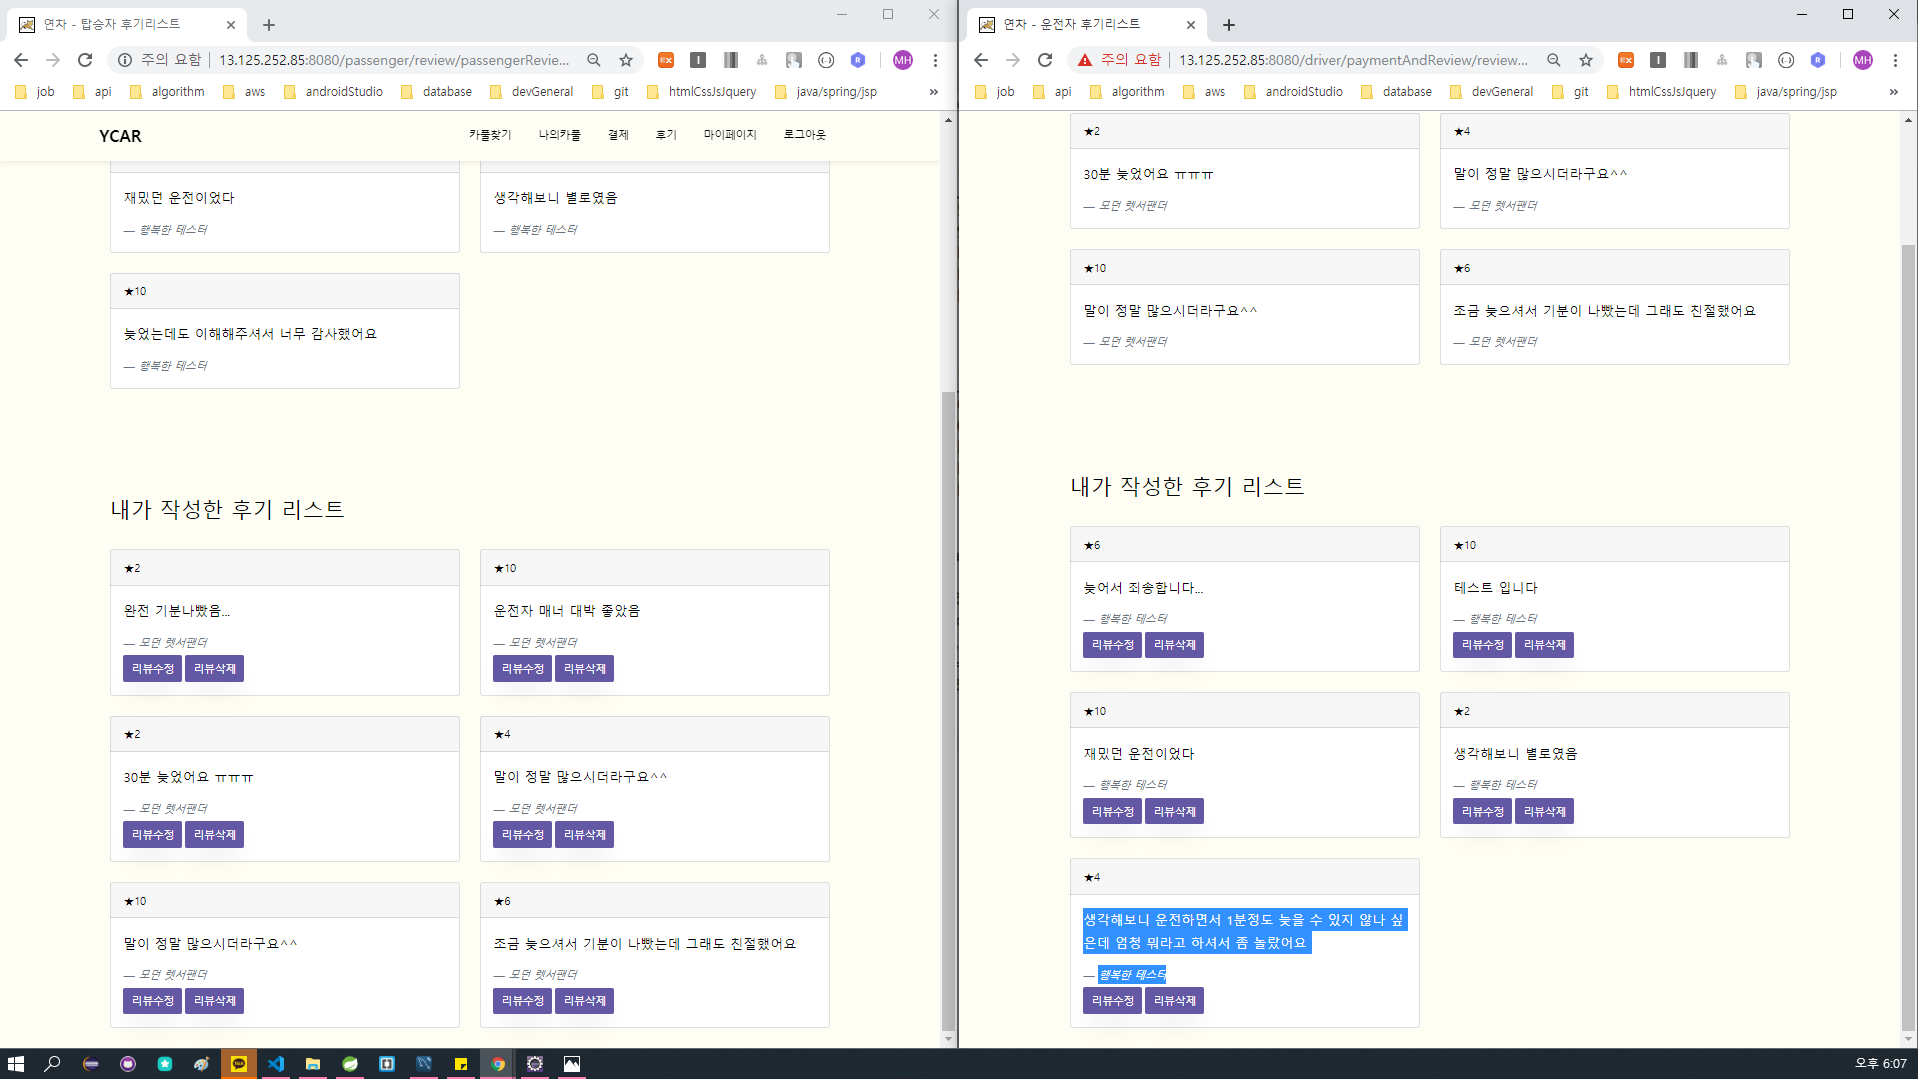 연차 - 탑승자 후기리스트
주의 요함 13.125.252.85:8080/passenger/review/passengerRevie...
job api algorithm aws androidStudio database devGeneral git htmlCssJsJquery java/spring/jsp »
YCAR 카풀찾기 나의카풀 결제 후기 마이페이지 로그아웃
재밌던 운전이었다
— 행복한 테스터
생각해보니 별로였음
— 행복한 테스터
★10
늦었는데도 이해해주셔서 너무 감사했어요
— 행복한 테스터
내가 작성한 후기 리스트
★2
완전 기분나빴음...
— 모던 렛서팬더
리뷰수정 리뷰삭제
★10
운전자 매너 대박 좋았음
— 모던 렛서팬더
리뷰수정 리뷰삭제
★2
30분 늦었어요 ㅠㅠㅠ
— 모던 렛서팬더
리뷰수정 리뷰삭제
★4
말이 정말 많으시더라구요^^
— 모던 렛서팬더
리뷰수정 리뷰삭제
★10
말이 정말 많으시더라구요^^
— 모던 렛서팬더
리뷰수정 리뷰삭제
★6
조금 늦으셔서 기분이 나빴는데 그래도 친절했어요
— 모던 렛서팬더
리뷰수정 리뷰삭제
연차 - 운전자 후기리스트
주의 요함 13.125.252.85:8080/driver/paymentAndReview/review...
MH
job api algorithm aws androidStudio database devGeneral git htmlCssJsJquery java/spring/jsp »
★2
30분 늦었어요 ㅠㅠㅠ
— 모던 렛서팬더
★4
말이 정말 많으시더라구요^^
— 모던 렛서팬더
★10
말이 정말 많으시더라구요^^
— 모던 렛서팬더
★6
조금 늦으셔서 기분이 나빴는데 그래도 친절했어요
— 모던 렛서팬더
내가 작성한 후기 리스트
★6
늦어서 죄송합니다...
— 행복한 테스터
리뷰수정 리뷰삭제
★10
테스트 입니다
— 행복한 테스터
리뷰수정 리뷰삭제
★10
재밌던 운전이었다
— 행복한 테스터
리뷰수정 리뷰삭제
★2
생각해보니 별로였음
— 행복한 테스터
리뷰수정 리뷰삭제
★4
생각해보니 운전하면서 1분정도 늦을 수 있지 않나 싶
은데 엄청 뭐라고 하셔서 좀 놀랐어요
— 행복한 테스터
리뷰수정 리뷰삭제
오후 6:07